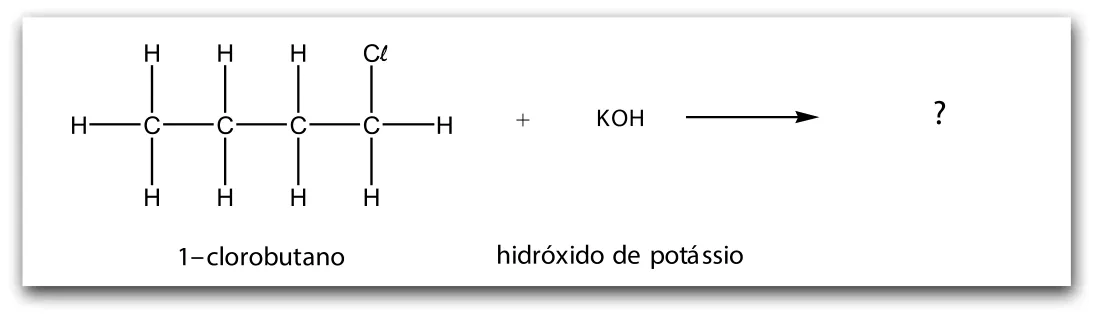 H H H Cℓ
H C C C C H + KOH ?
H H H H
1-clorobutano hidróxido de potássio